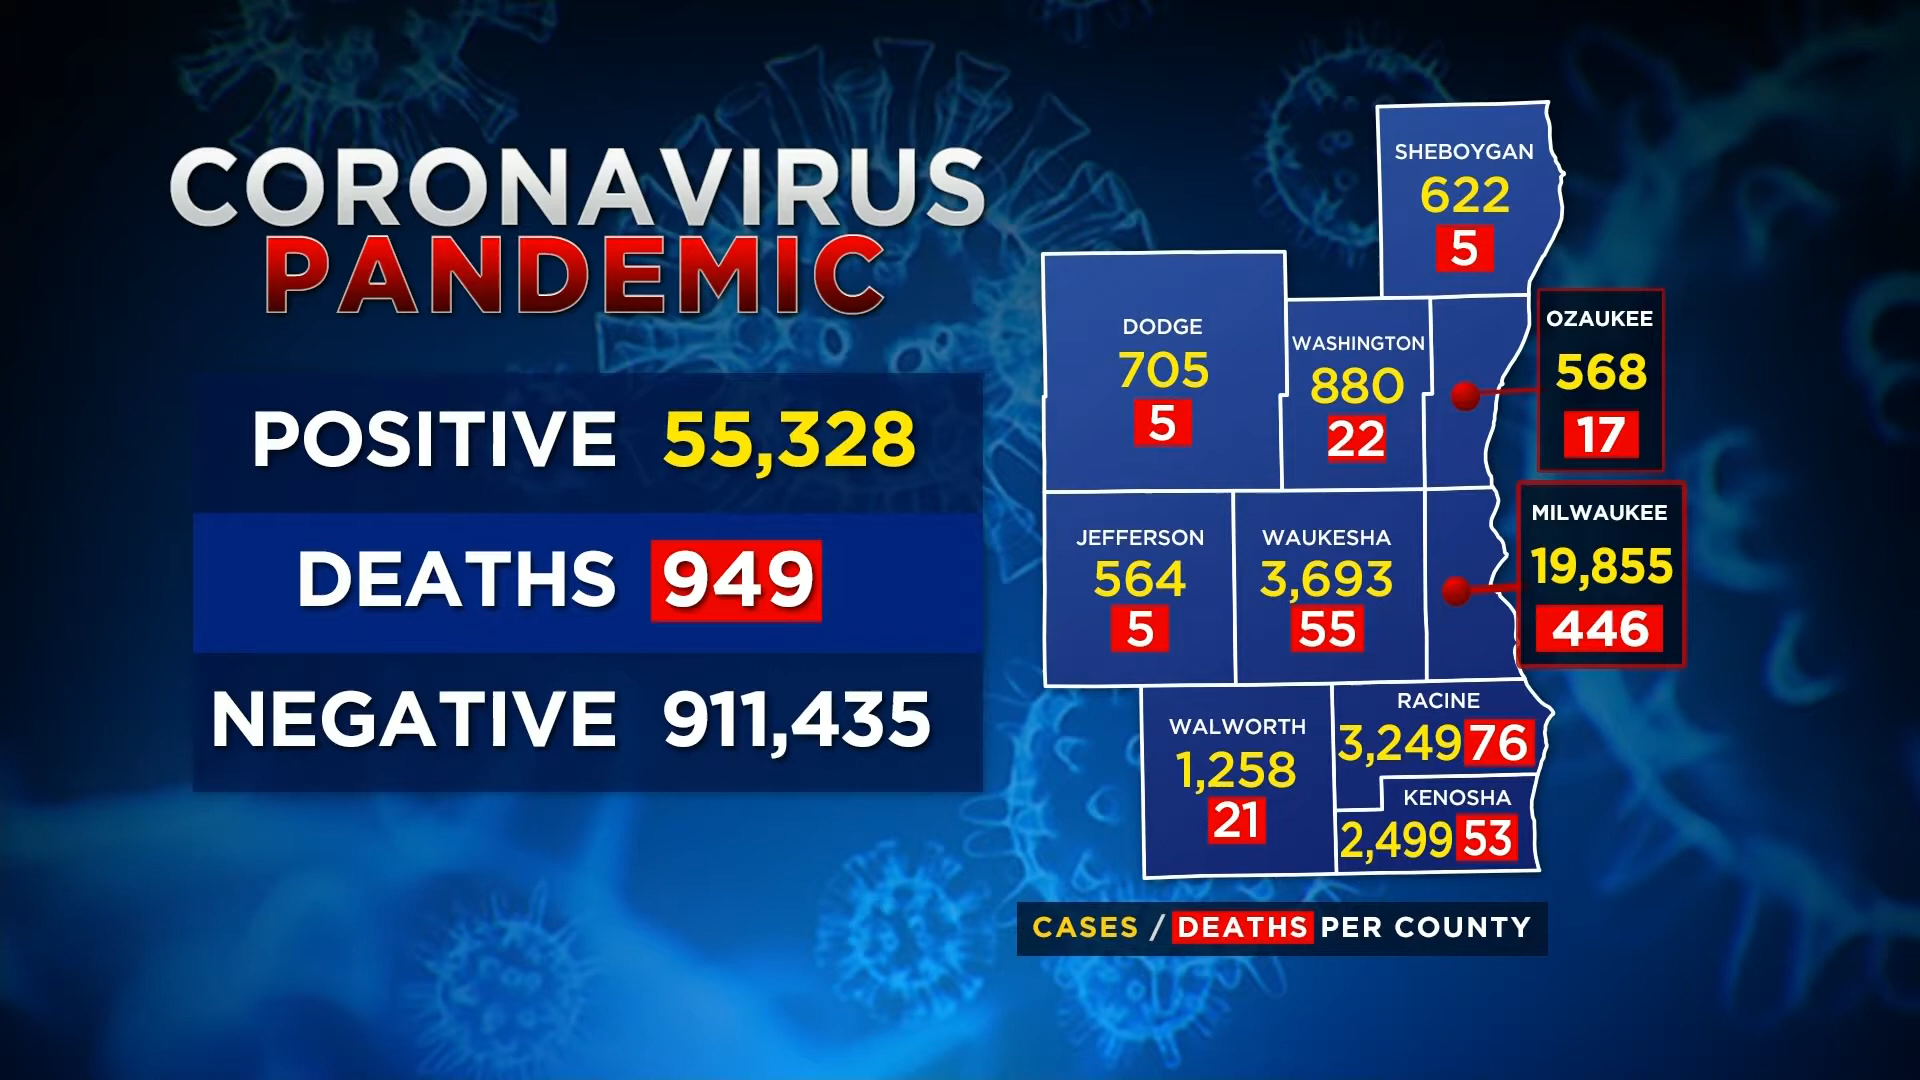 CORONAVIRUS
PANDEMIC
POSITIVE 55,328
DEATHS 949
NEGATIVE 911,435
SHEBOYGAN
622
5
DODGE
705
5
WASHINGTON
880
22
OZAUKEE
568
17
JEFFERSON
564
5
WAUKESHA
3,693
55
MILWAUKEE
19,855
446
WALWORTH
1,258
21
RACINE
3,249 76
KENOSHA
2,499 53
CASES / DEATHS PER COUNTY